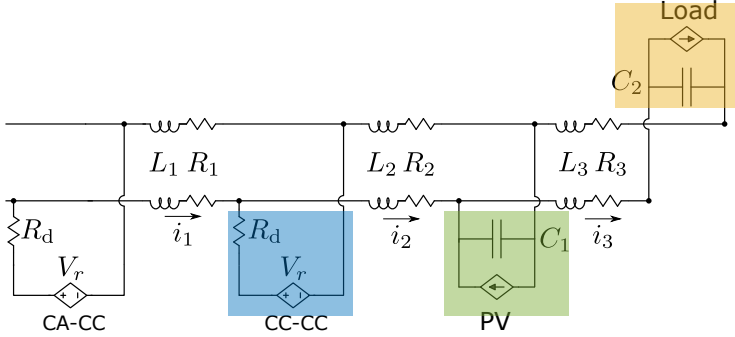 Load
C2
L1 R1
L2 R2
L3 R3
Rd
i1
Rd
i2
C1
i3
Vr
Vr
CA-CC
CC-CC
PV